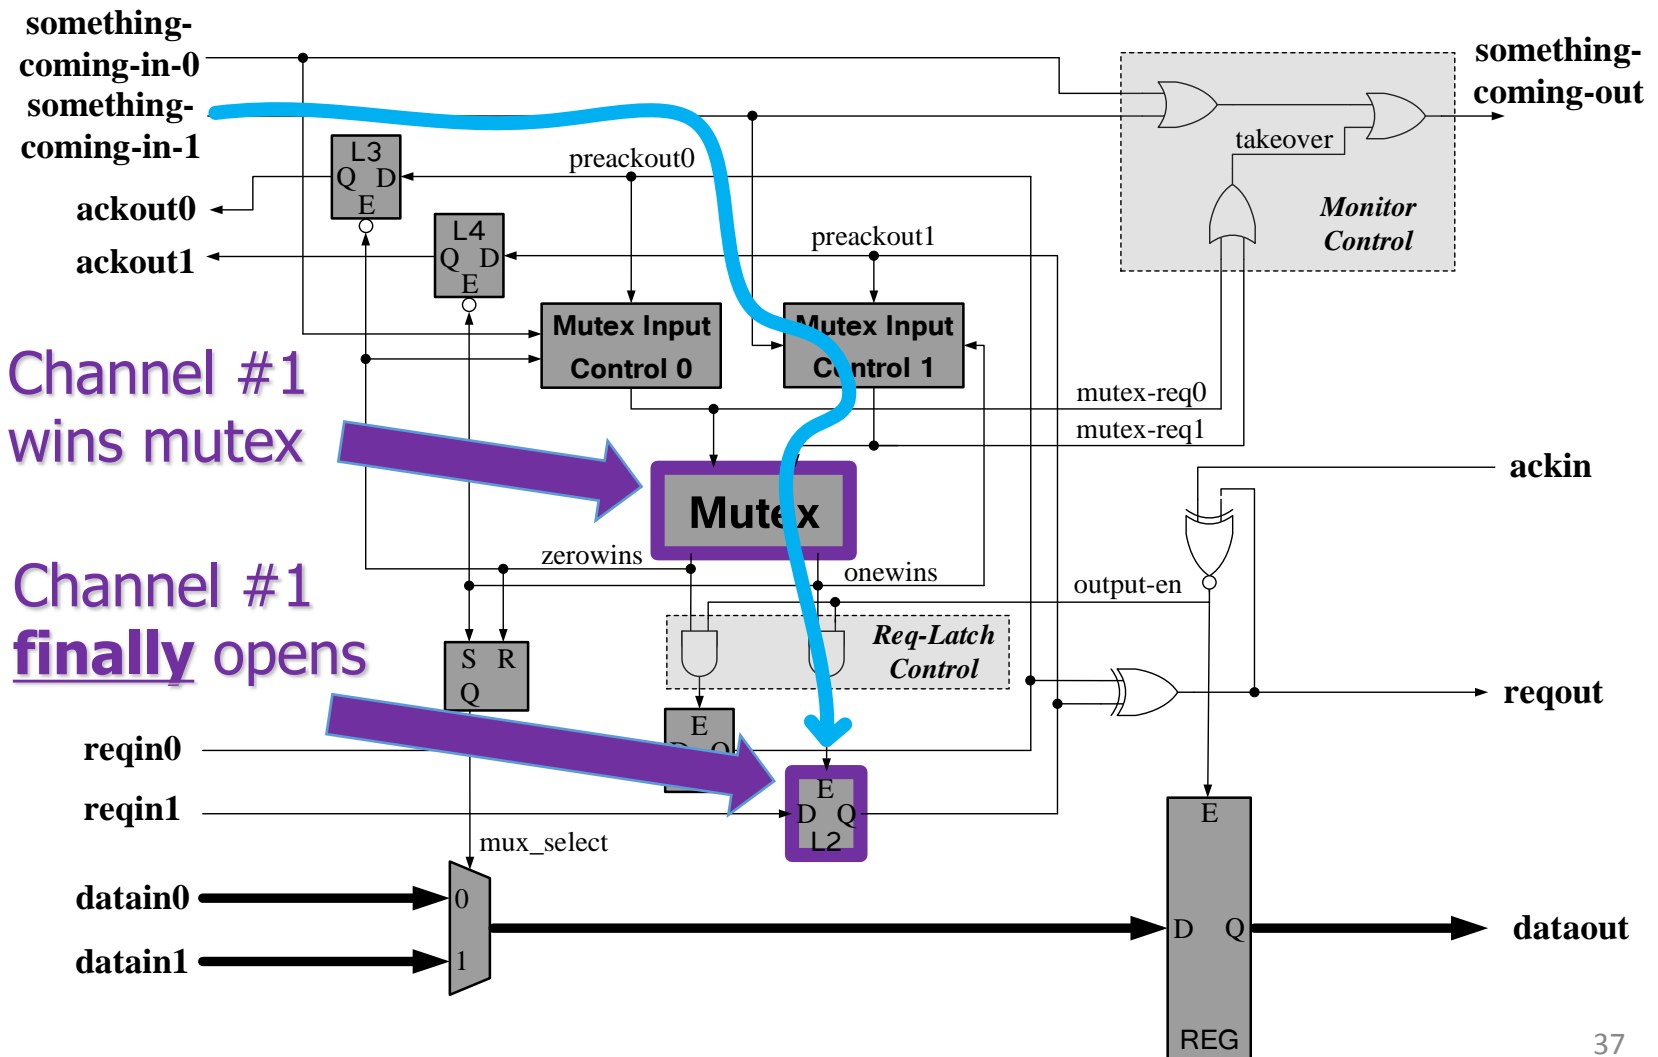 something-
coming-in-0
something-
coming-in-1
something-
coming-out
takeover
Monitor
Control
L3
Q D
E
preackout0
ackout0
L4
Q D
E
preackout1
ackout1
Mutex Input
Control 0
Mutex Input
Control 1
Channel #1
wins mutex
mutex-req0
mutex-req1
ackin
Mutex
zerowins
onewins
output-en
Channel #1
finally opens
Req-Latch
Control
S R
Q
E
D Q
reqin0
reqout
reqin1
E
D Q
L2
mux_select
E
datain0
0
datain1
1
D Q
dataout
REG
37